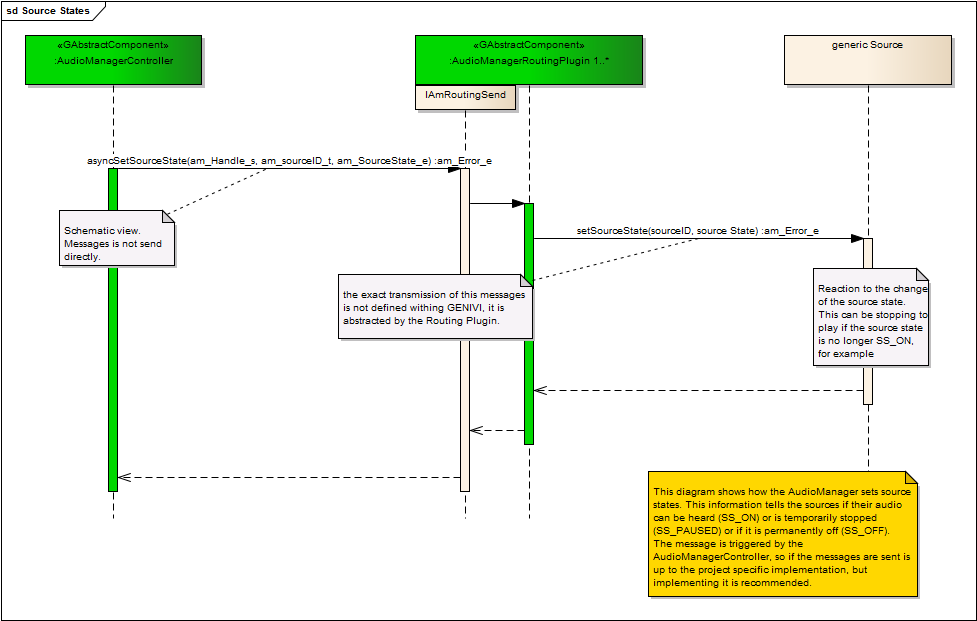 sd Source States
«GAbstractComponent»
:AudioManagerController
«GAbstractComponent»
:AudioManagerRoutingPlugin 1..*
IAmRoutingSend
generic Source
asyncSetSourceState(am_Handle_s, am_sourceID_t, am_SourceState_e) :am_Error_e
Schematic view.
Messages is not send
directly.
setSourceState(sourceID, source State) :am_Error_e
the exact transmission of this messages
is not defined withing GENIVI, it is
abstracted by the Routing Plugin.
Reaction to the change
of the source state.
This can be stopping to
play if the source state
is no longer SS_ON,
for example
This diagram shows how the AudioManager sets source
states. This information tells the sources if their audio
can be heard (SS_ON) or is temporarily stopped
(SS_PAUSED) or if it is permanently off (SS_OFF).
The message is triggered by the
AudioManagerController, so if the messages are sent is
up to the project specific implementation, but
implementing it is recommended.